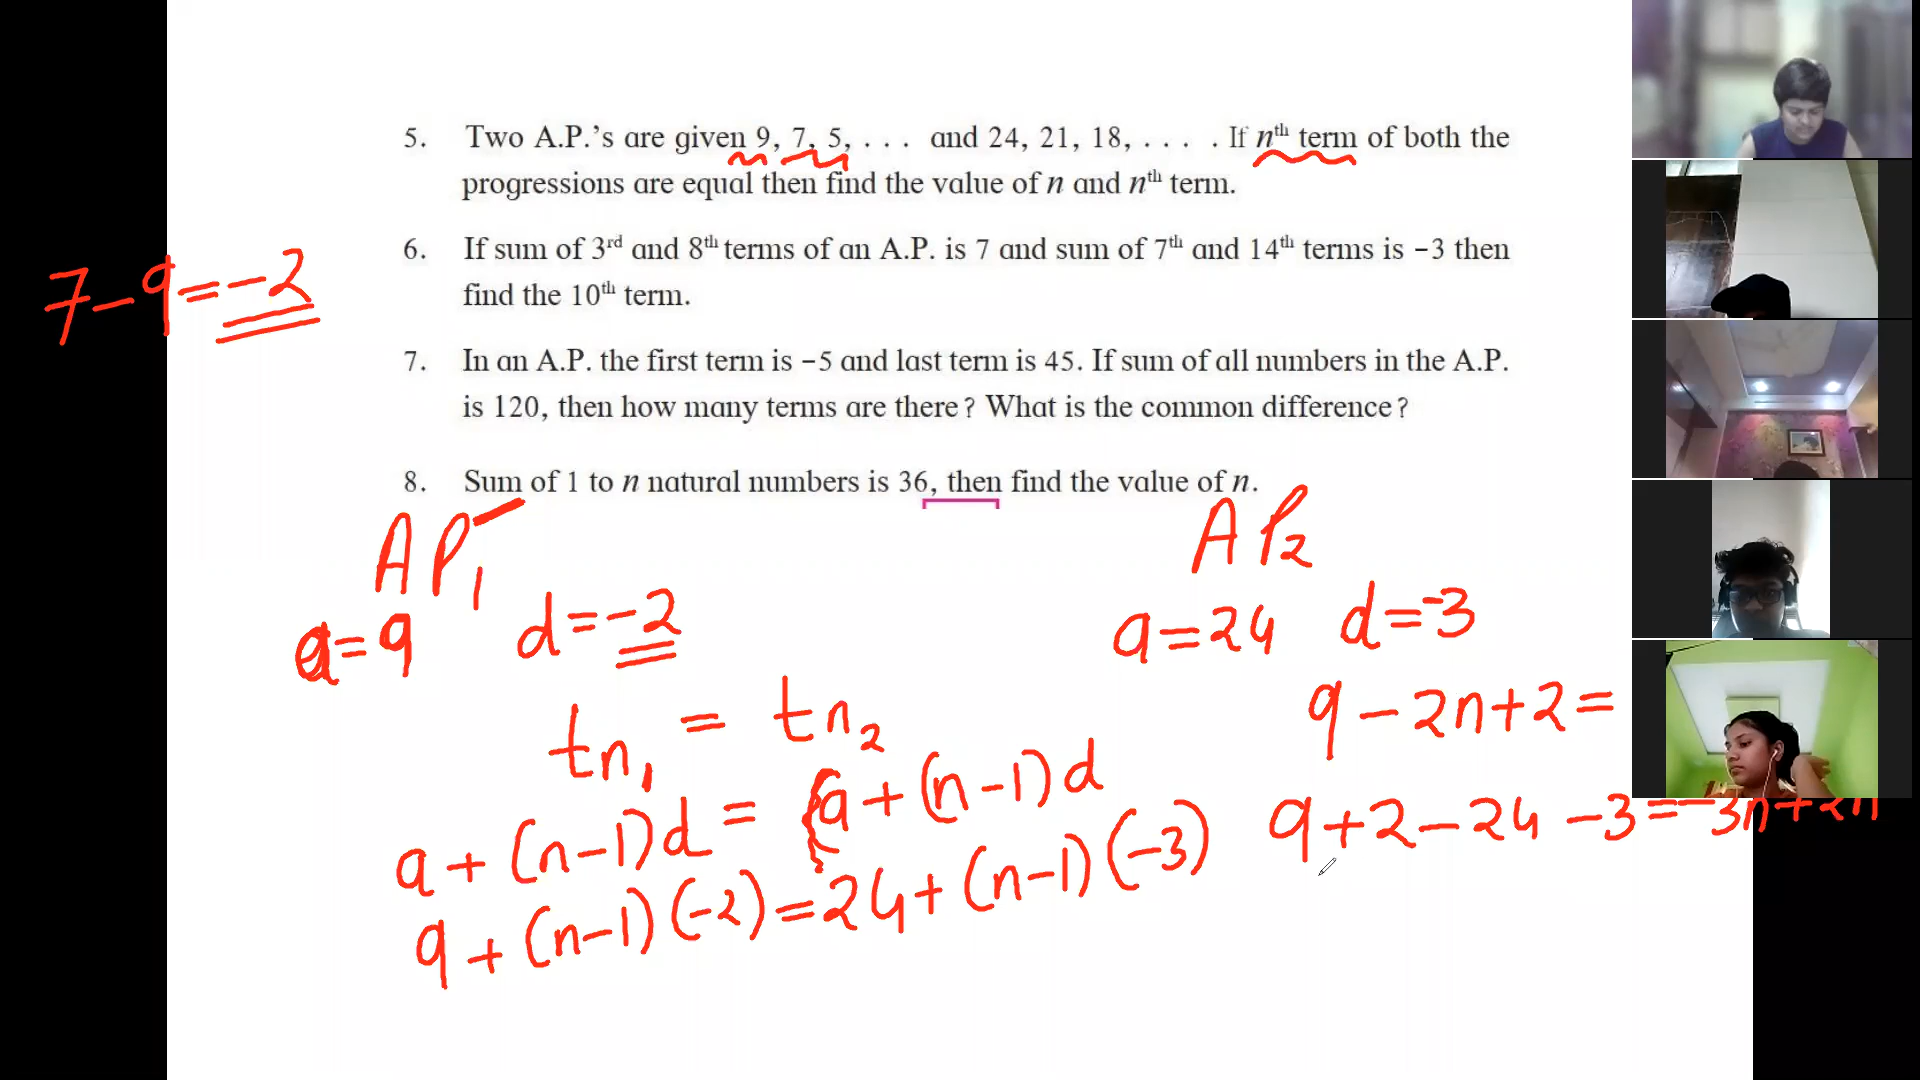 5. Two A.P.'s are given 9, 7, 5, . . . and 24, 21, 18, . . . . If nth term of both the
progressions are equal then find the value of n and nth term.
6. If sum of 3rd and 8th terms of an A.P. is 7 and sum of 7th and 14th terms is −3 then
find the 10th term.
7 − 9 = −2
7. In an A.P. the first term is −5 and last term is 45. If sum of all numbers in the A.P.
is 120, then how many terms are there? What is the common difference?
8. Sum of 1 to n natural numbers is 36, then find the value of n.
AP1 AP2
a = 9 d = −2 a = 24 d = −3
tn1 = tn2
9 − 2n + 2 =
a + (n−1)d = a + (n−1)d
9 + 2 − 24 − 3 = −3n + 2n
9 + (n−1)(−2) = 24 + (n−1)(−3)